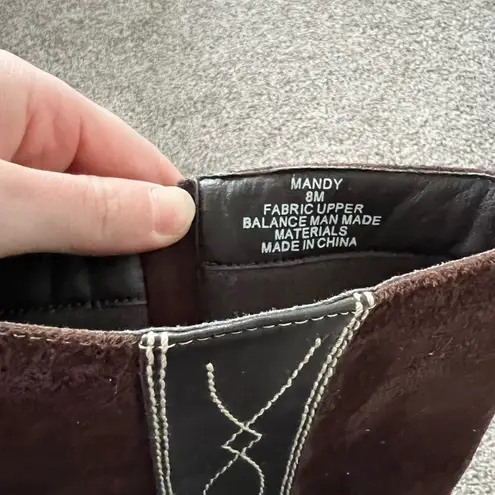 MANDY
8M
FABRIC UPPER
BALANCE MAN MADE
MATERIALS
MADE IN CHINA